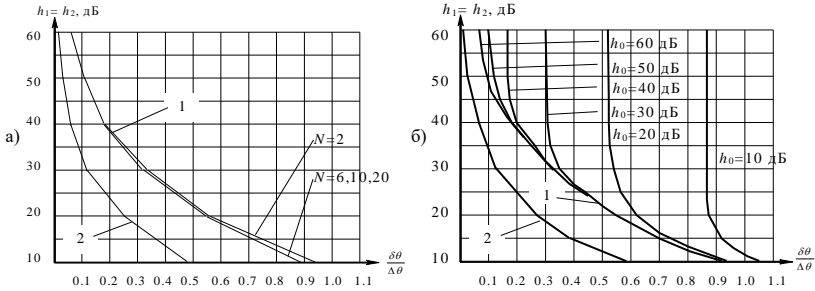 h₁= h₂, дБ
60
50
40
30
20
10
а)
1
2
N=2
N=6,10,20
0.1 0.2 0.3 0.4 0.5 0.6 0.7 0.8 0.9 1.0 1.1
δθ
Δθ
h₁= h₂, дБ
60
50
40
30
20
10
б)
h₀=60 дБ
h₀=50 дБ
h₀=40 дБ
h₀=30 дБ
h₀=20 дБ
h₀=10 дБ
1
2
0.1 0.2 0.3 0.4 0.5 0.6 0.7 0.8 0.9 1.0 1.1
δθ
Δθ